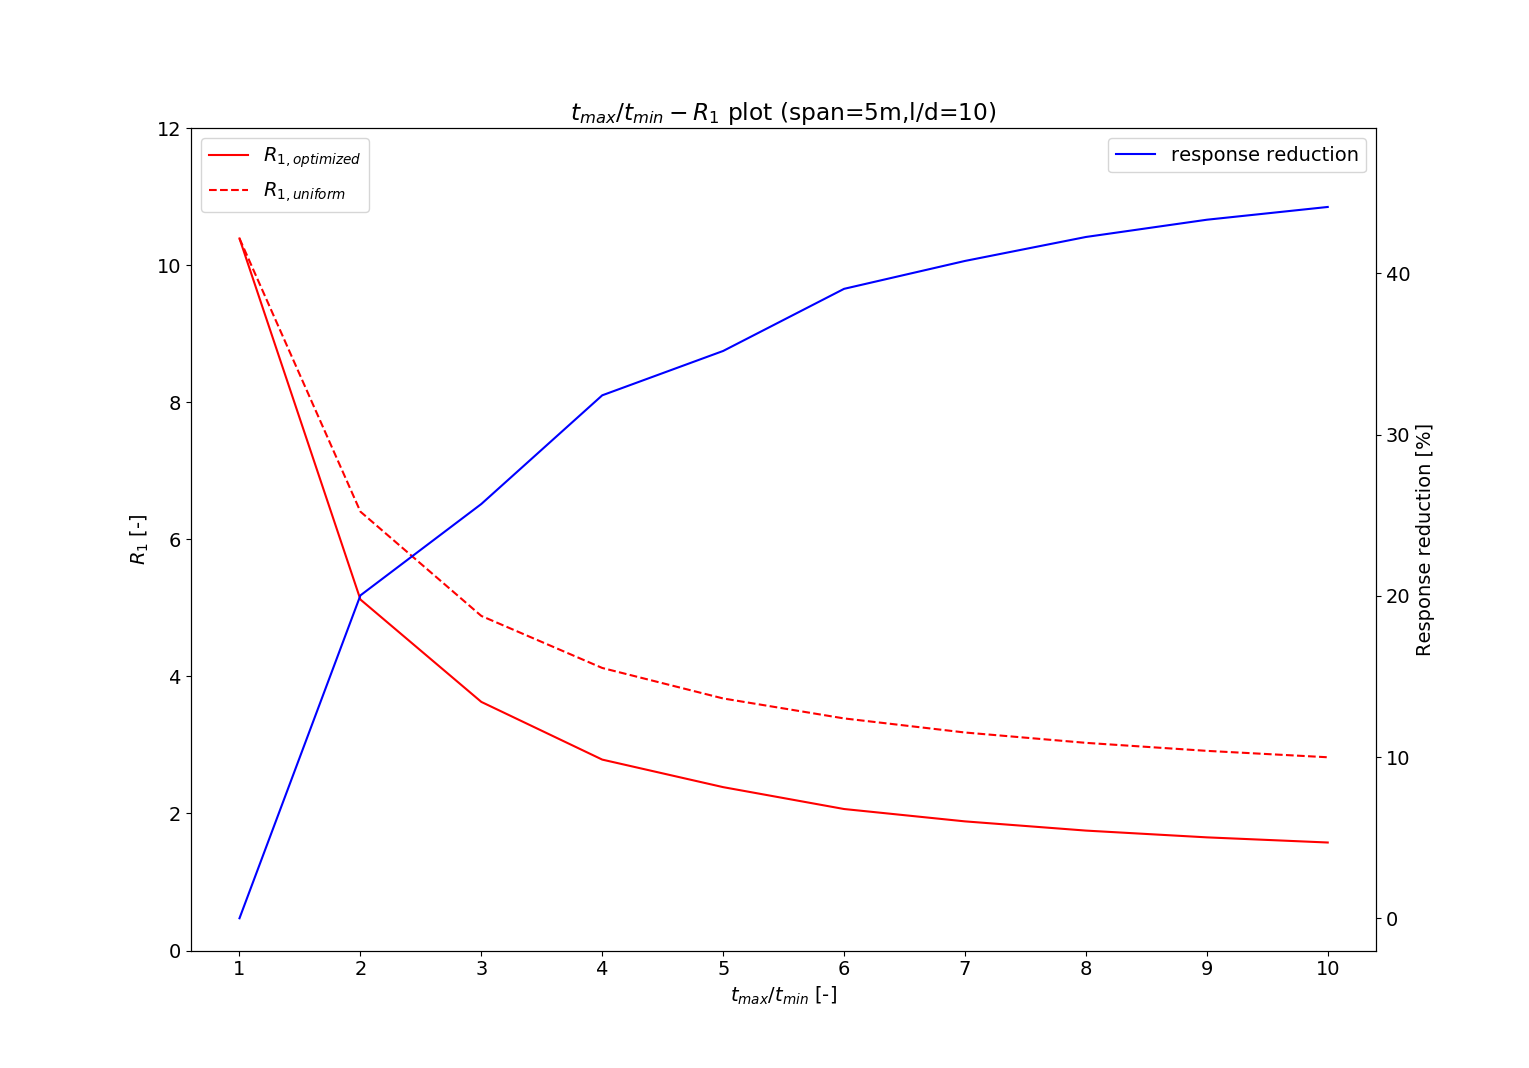 t_max/t_min − R_1 plot (span=5m,l/d=10)
R_1,optimized
R_1,uniform
response reduction
12
10
8
6
4
2
0
R_1 [-]
40
30
20
10
0
Response reduction [%]
1 2 3 4 5 6 7 8 9 10
t_max/t_min [-]